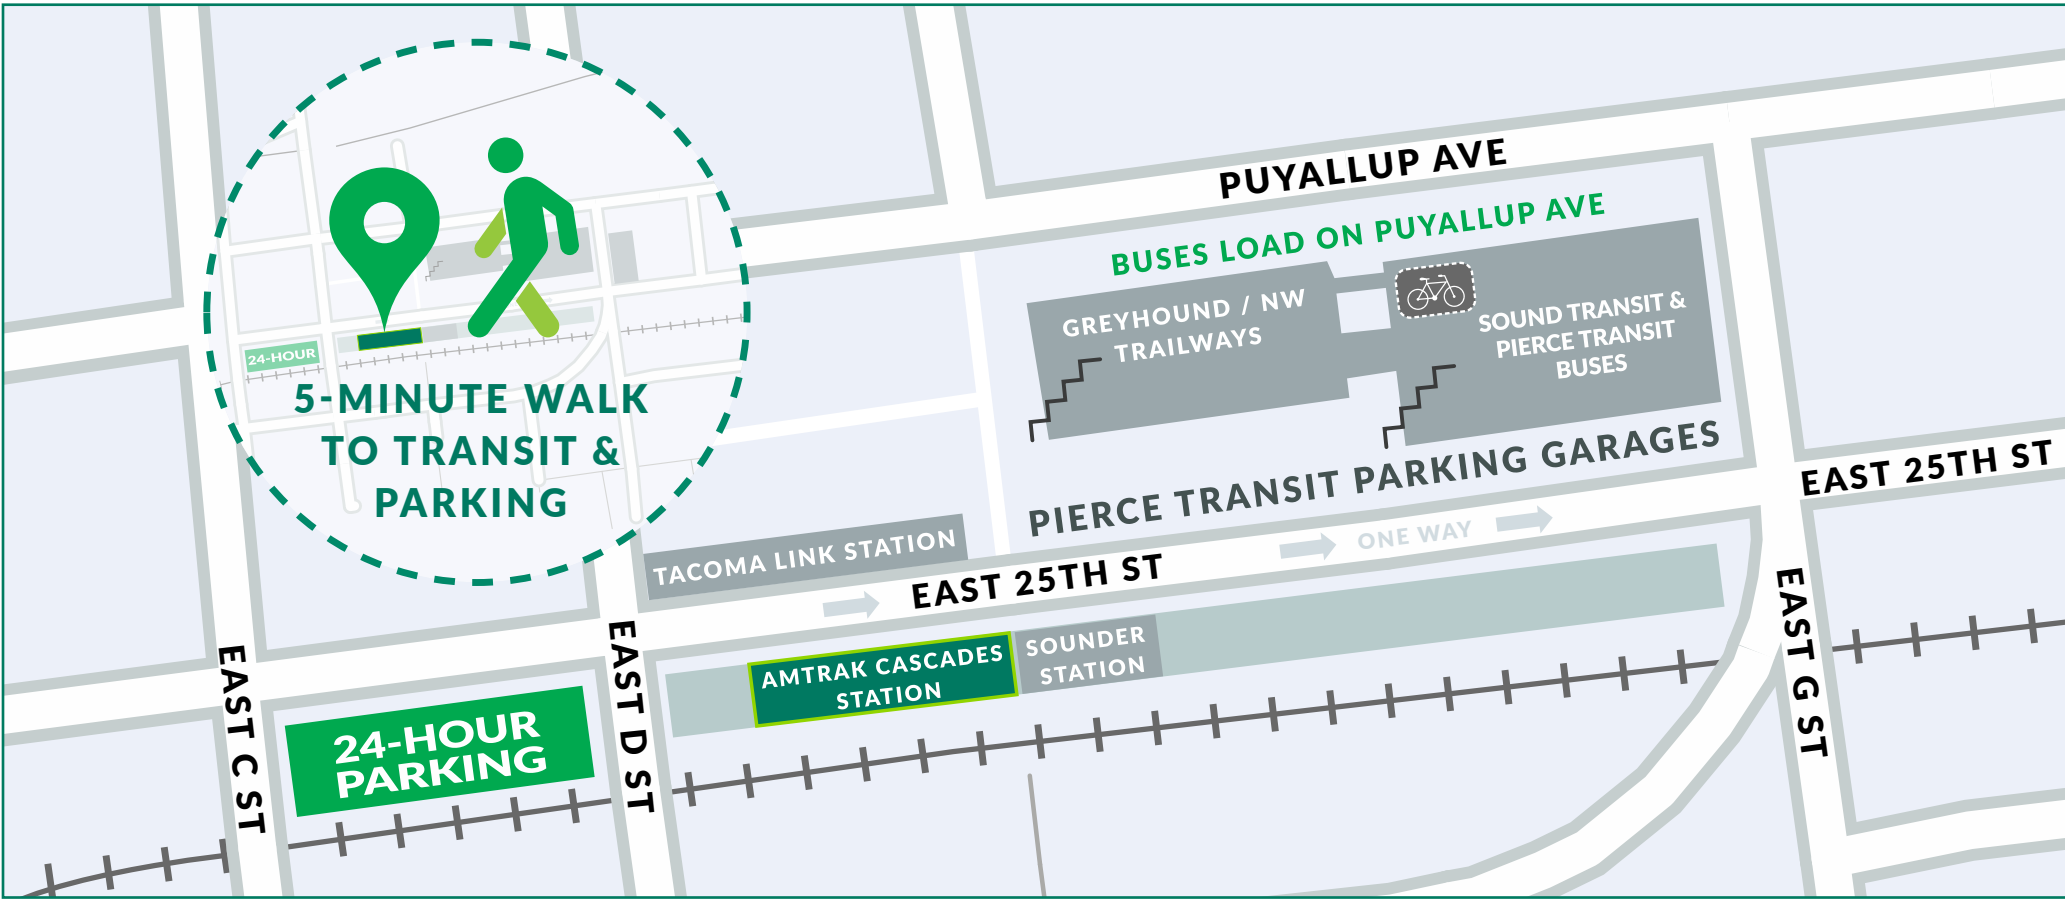 PUYALLUP AVE
BUSES LOAD ON PUYALLUP AVE
GREYHOUND / NW
TRAILWAYS
SOUND TRANSIT &
PIERCE TRANSIT
BUSES
24-HOUR
5-MINUTE WALK
TO TRANSIT &
PARKING
PIERCE TRANSIT PARKING GARAGES
EAST 25TH ST
ONE WAY
TACOMA LINK STATION
EAST 25TH ST
AMTRAK CASCADES
STATION
SOUNDER
STATION
EAST C ST
EAST D ST
EAST G ST
24-HOUR
PARKING